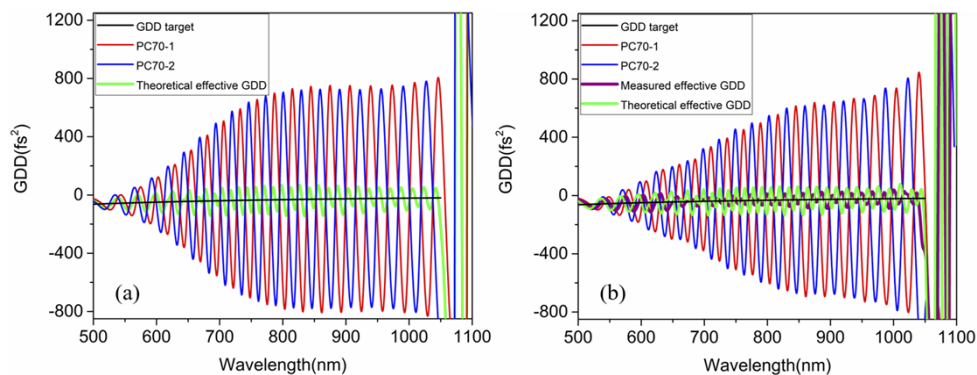 1200
800
400
0
-400
-800
GDD(fs²)
GDD target
PC70-1
PC70-2
Theoretical effective GDD
(a)
500 600 700 800 900 1000 1100
Wavelength(nm)
1200
800
400
0
-400
-800
GDD(fs²)
GDD target
PC70-1
PC70-2
Measured effective GDD
Theoretical effective GDD
(b)
500 600 700 800 900 1000 1100
Wavelength(nm)